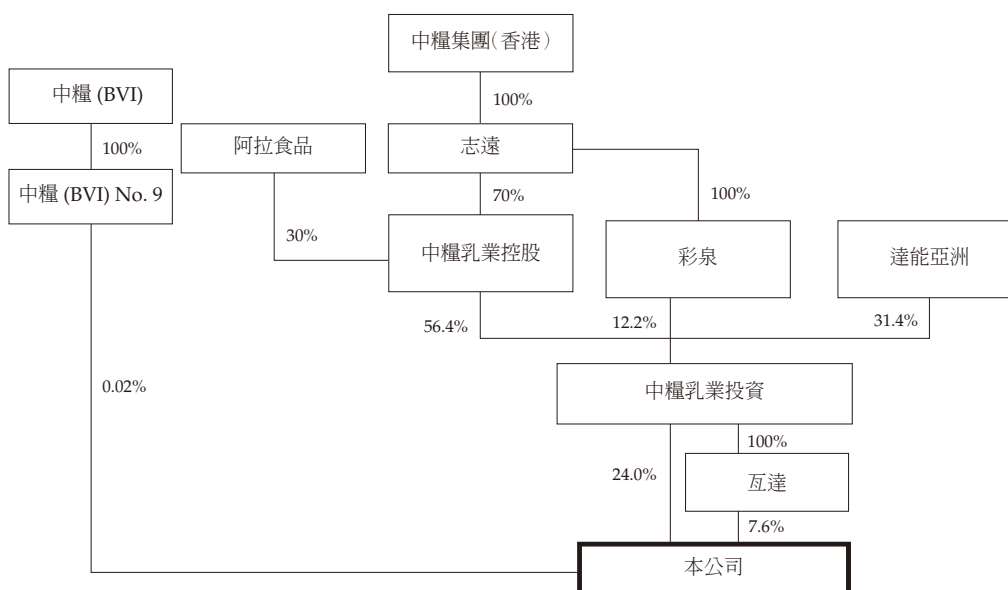 中糧集團（香港）
中糧 (BVI)
100%
100%
阿拉食品
志遠
中糧 (BVI) No. 9
70%
100%
30%
中糧乳業控股
彩泉
達能亞洲
56.4%
12.2%
31.4%
0.02%
中糧乳業投資
100%
24.0%
亙達
7.6%
本公司